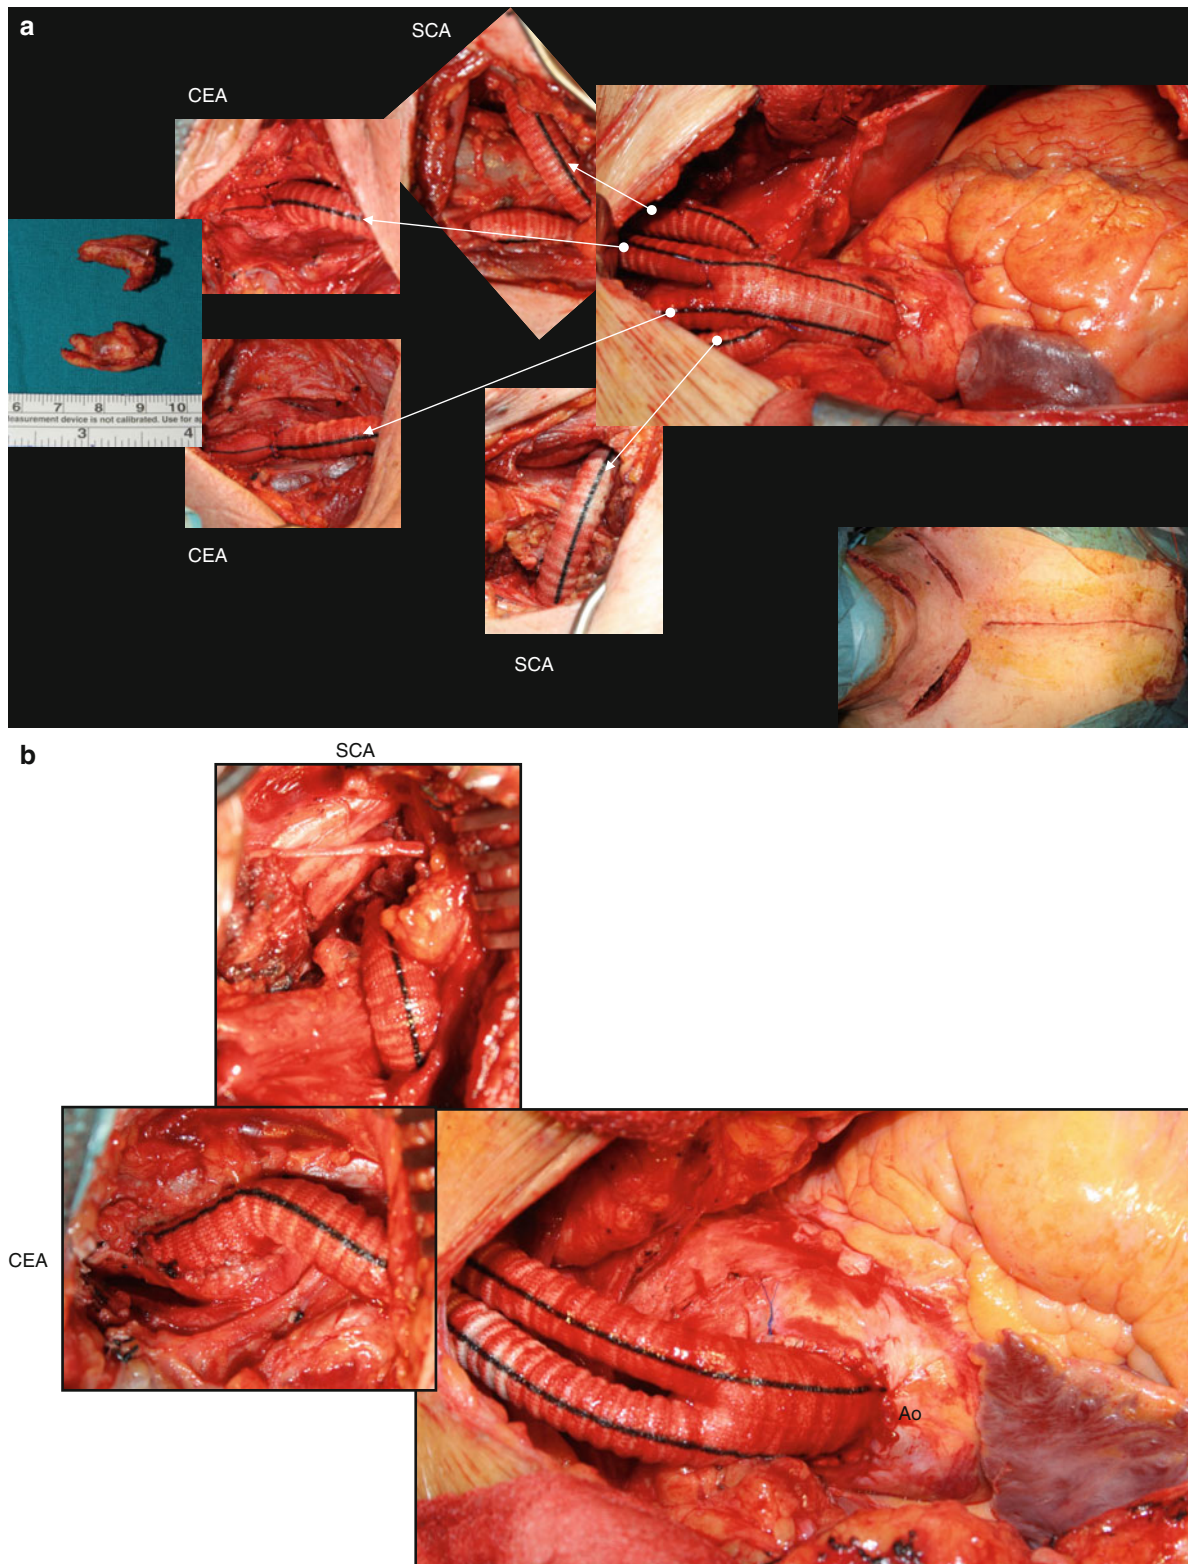 a
SCA
CEA
6 7 8 9 10
easurement device is not calibrated. Use for
3 4
CEA
SCA
b
SCA
CEA
Ao